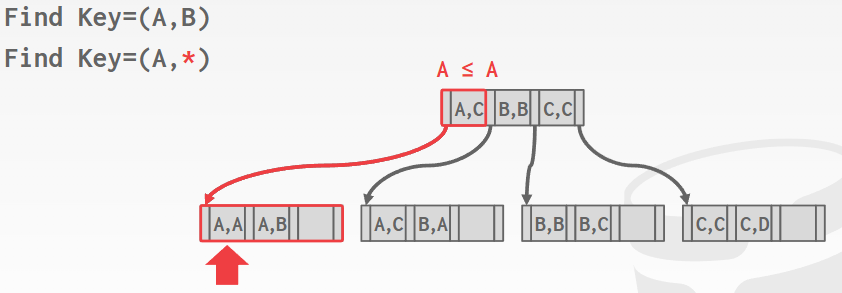 Find Key=(A,B)
Find Key=(A,*)
A ≤ A
A,C B,B C,C
A,A A,B A,C B,A B,B B,C C,C C,D